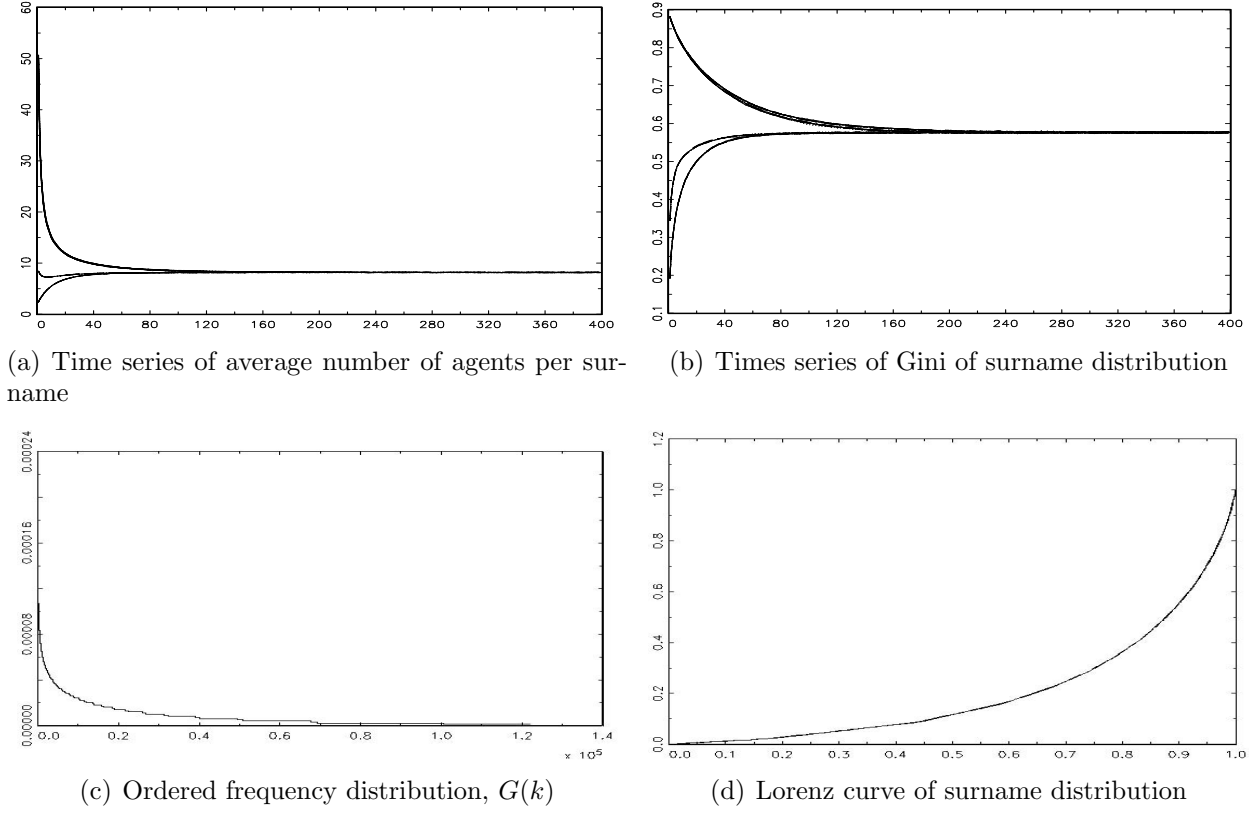 60
50
40
30
20
10
0
0 40 80 120 160 200 240 280 320 360 400
(a) Time series of average number of agents per sur-
name
0.9
0.8
0.7
0.6
0.5
0.4
0.3
0.2
0.1
0 40 80 120 160 200 240 280 320 360 400
(b) Times series of Gini of surname distribution
0.00024
0.00016
0.00008
0.00000
0.0 0.2 0.4 0.6 0.8 1.0 1.2 1.4
x 10^5
(c) Ordered frequency distribution, G(k)
1.2
1.0
0.8
0.6
0.4
0.2
0.0
0.0 0.1 0.2 0.3 0.4 0.5 0.6 0.7 0.8 0.9 1.0
(d) Lorenz curve of surname distribution